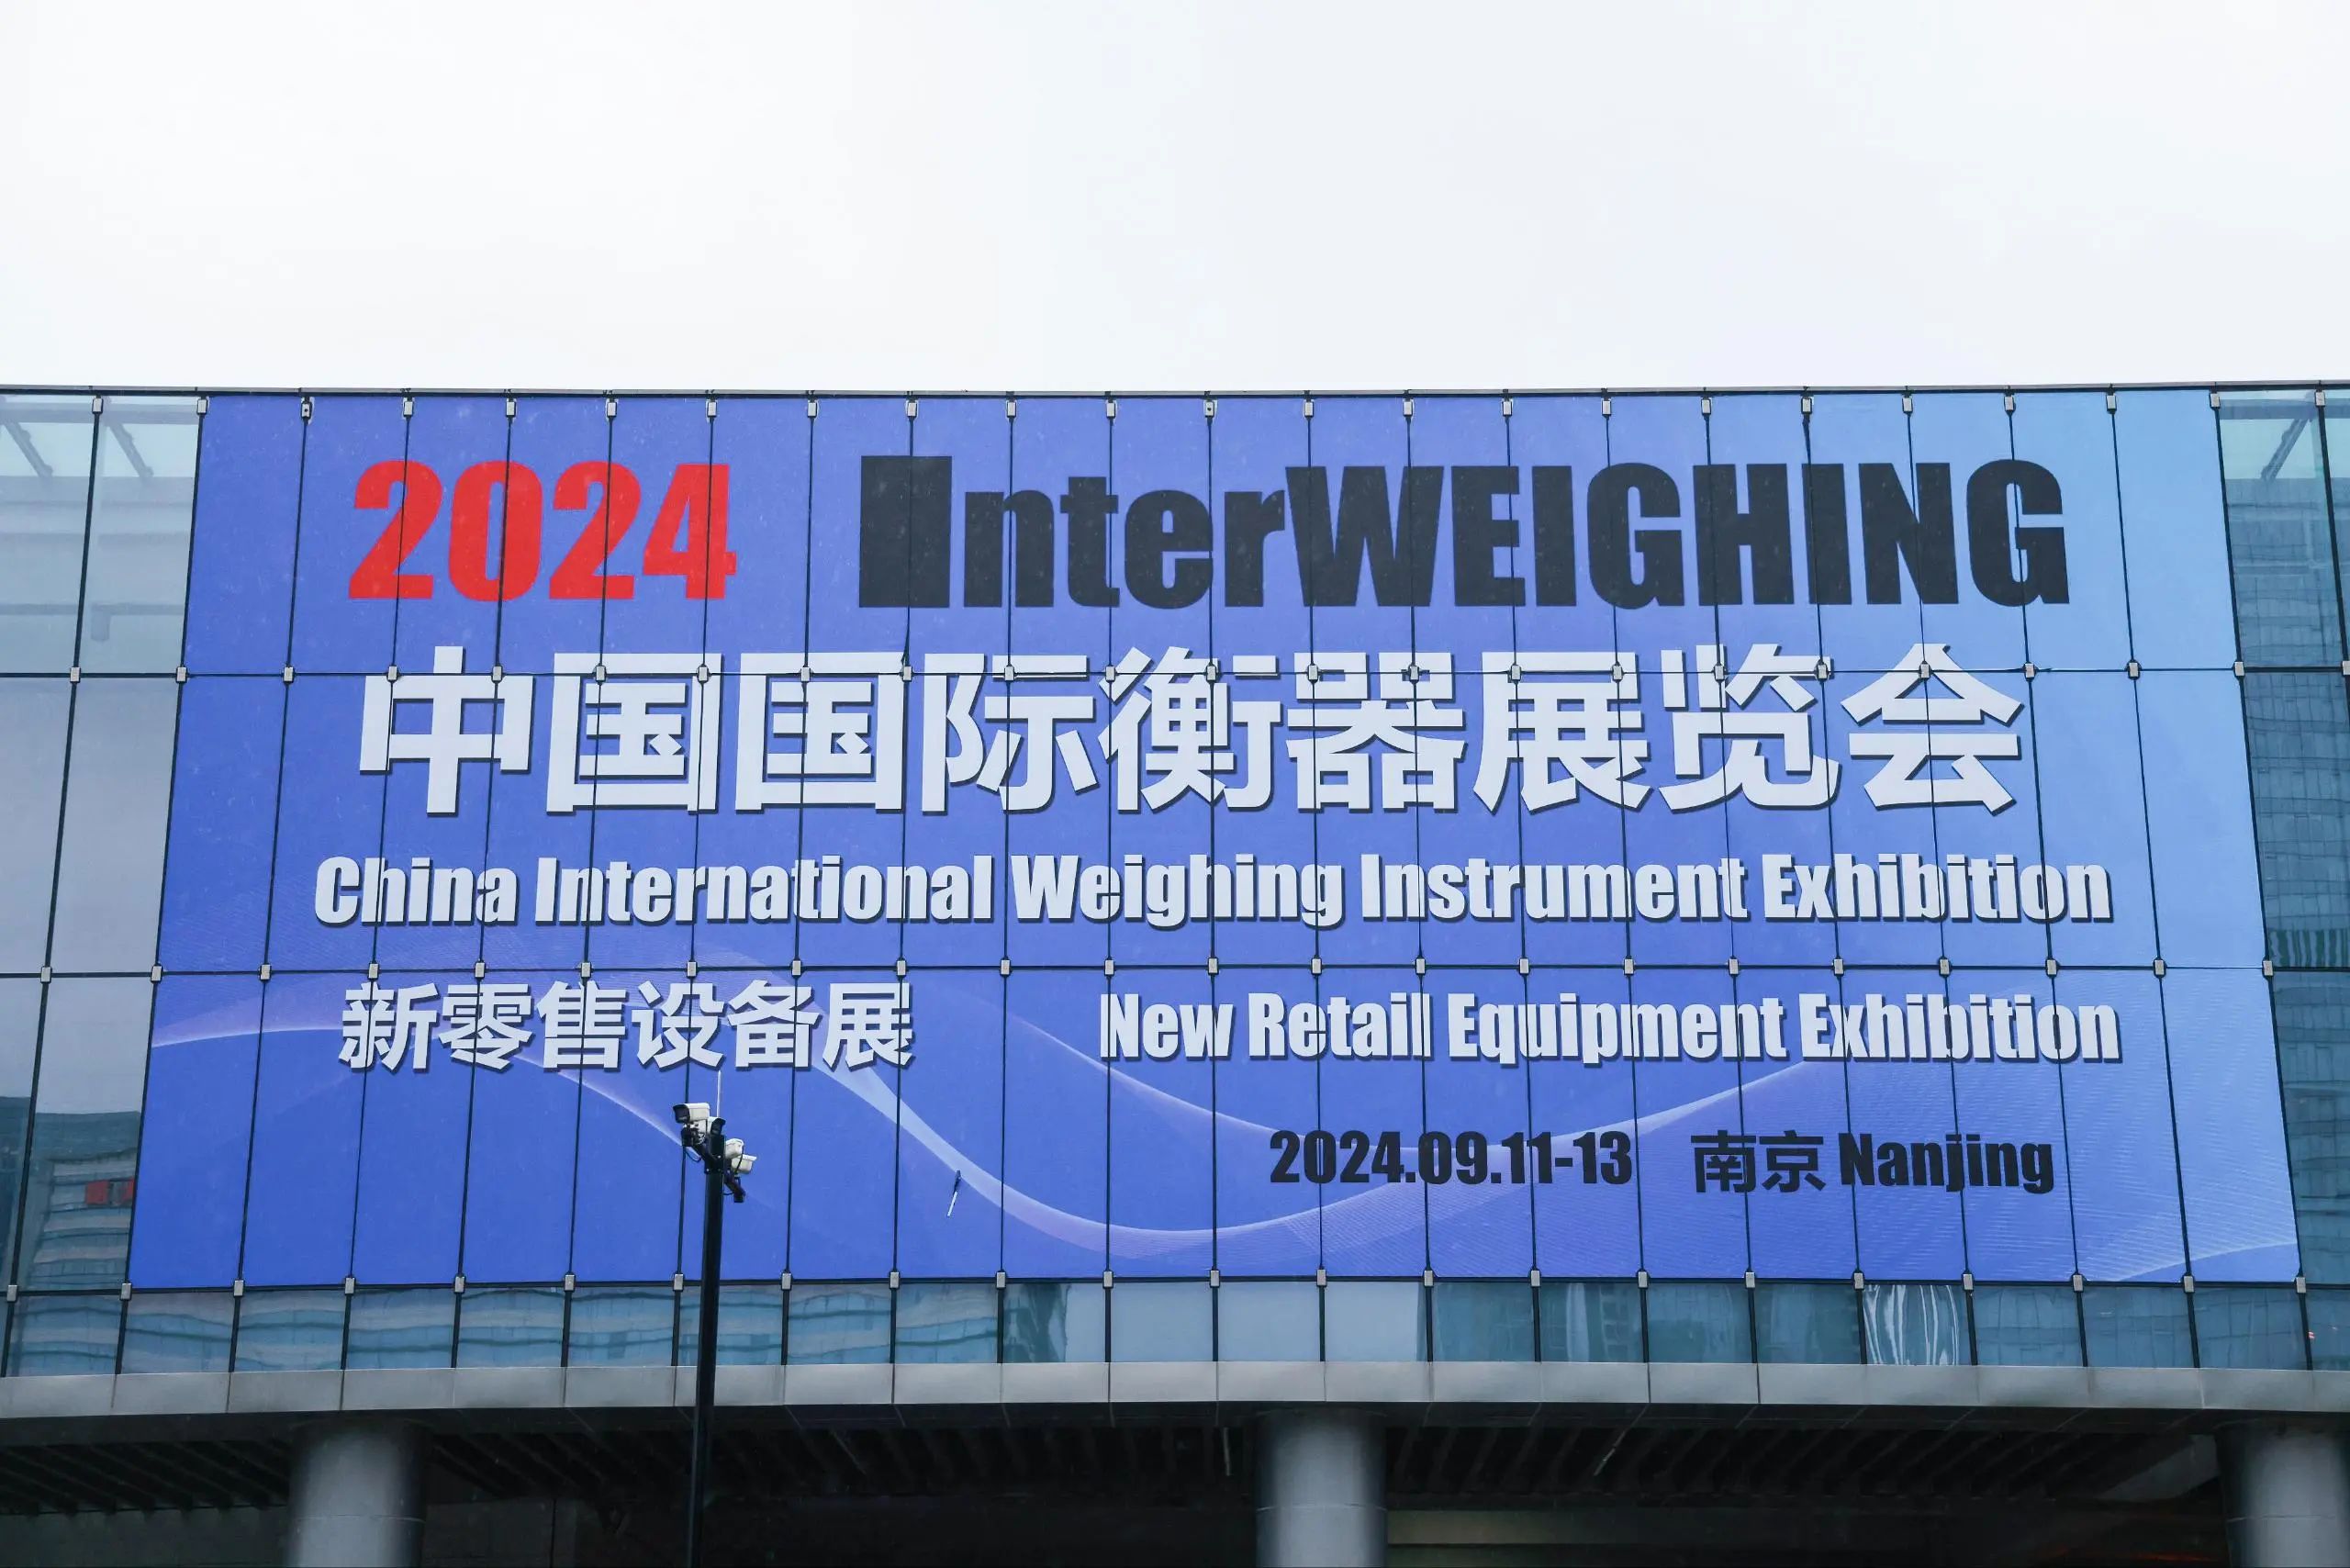 2024 InterWEIGHING
中国国际衡器展览会
China International Weighing Instrument Exhibition
新零售设备展 New Retail Equipment Exhibition
2024.09.11-13 南京 Nanjing